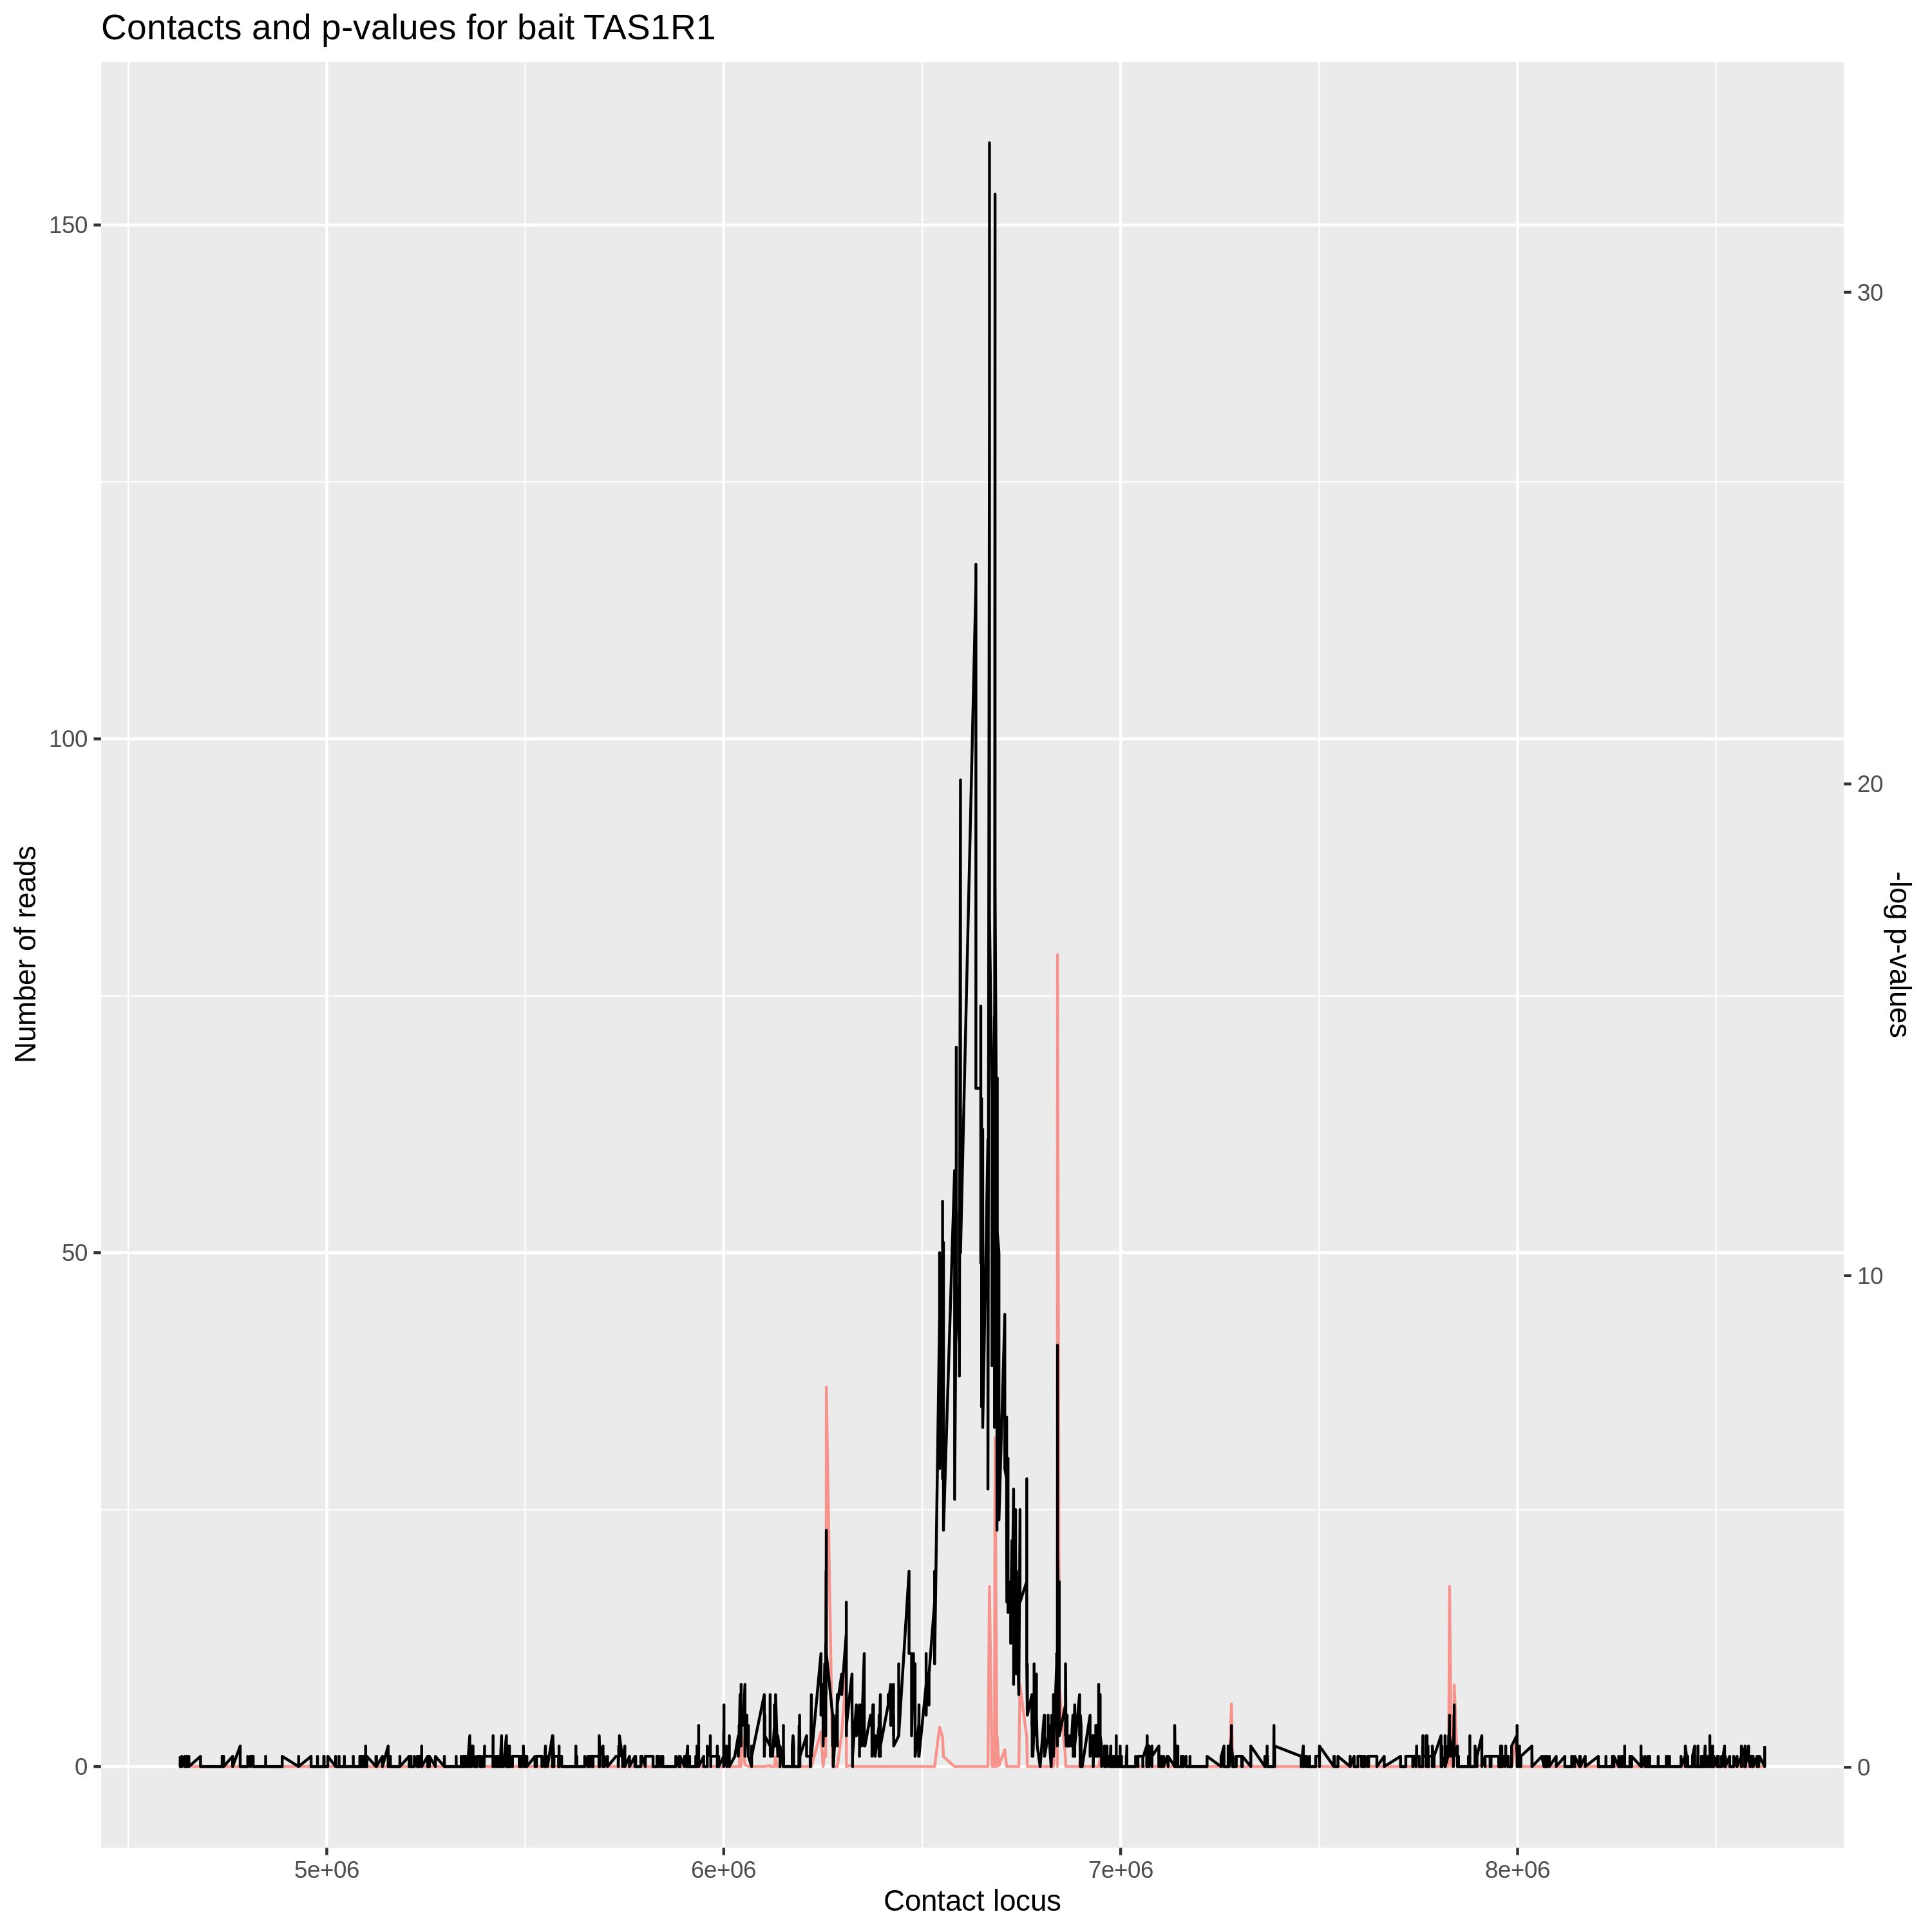 Contacts and p-values for bait TAS1R1
150
100
50
0
Number of reads
30
20
10
0
-log p-values
5e+06
6e+06
7e+06
8e+06
Contact locus